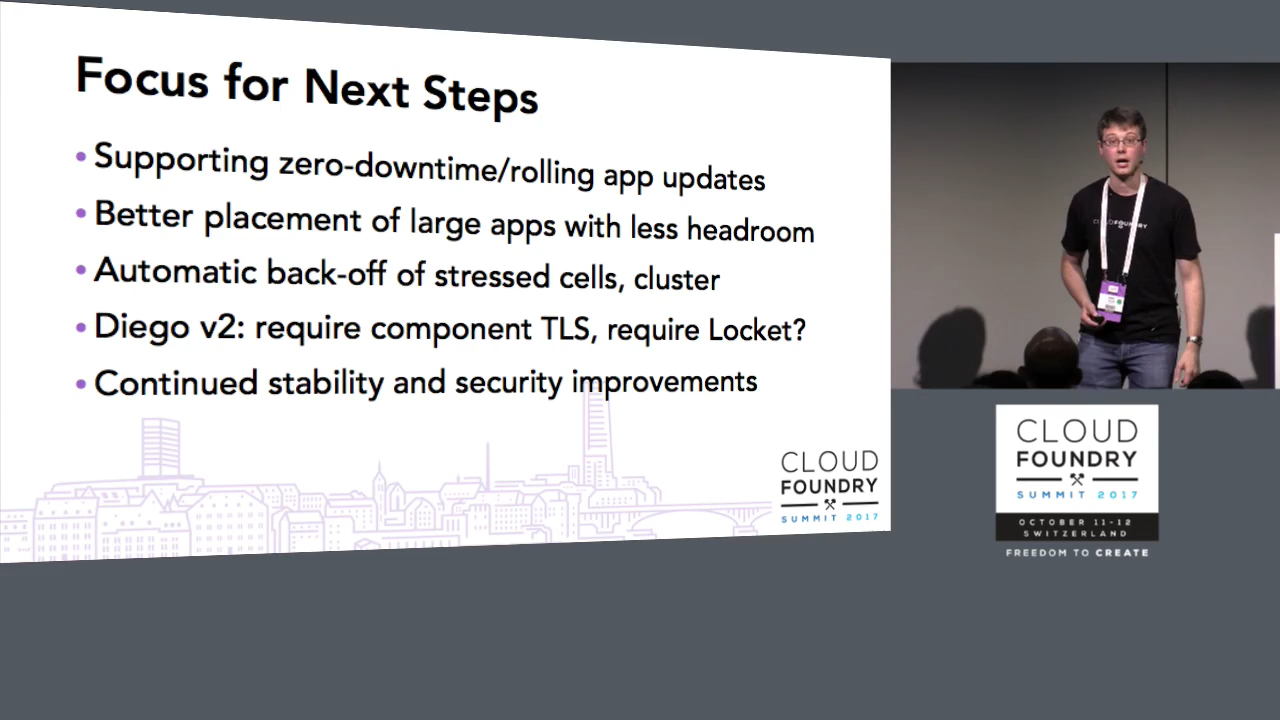 Focus for Next Steps
• Supporting zero-downtime/rolling app updates
• Better placement of large apps with less headroom
• Automatic back-off of stressed cells, cluster
• Diego v2: require component TLS, require Locket?
• Continued stability and security improvements
CLOUD
FOUNDRY
SUMMIT 2017
CLOUD FOUNDRY
CLOUD
FOUNDRY
SUMMIT 2017
OCTOBER 11-12
SWITZERLAND
FREEDOM TO CREATE